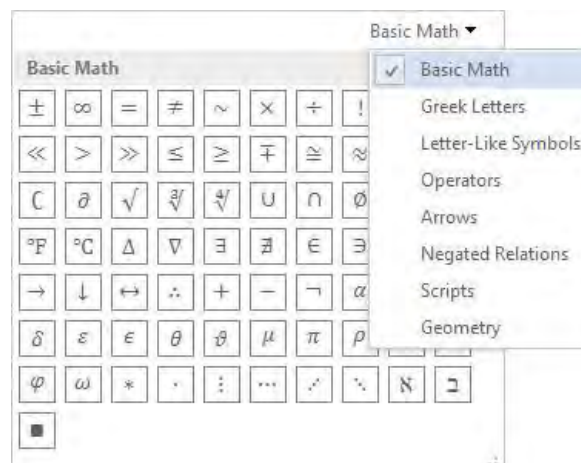 Basic Math
Basic Math
± ∞ = ≠ ~ × ÷ !
≪ > ≫ ≤ ≥ ∓ ≅ ≈
∁ ∂ √ ∛ ∜ ∪ ∩ ∅
°F °C ∆ ∇ ∃ ∄ ∈ ∋
→ ↓ ↔ ∴ + − ¬ α
δ ε ϵ θ ϑ μ π ρ
φ ω ∗ ∙ ⋮ ⋯ ⋰ ⋱ ℵ ℶ
∎
Basic Math
Greek Letters
Letter-Like Symbols
Operators
Arrows
Negated Relations
Scripts
Geometry